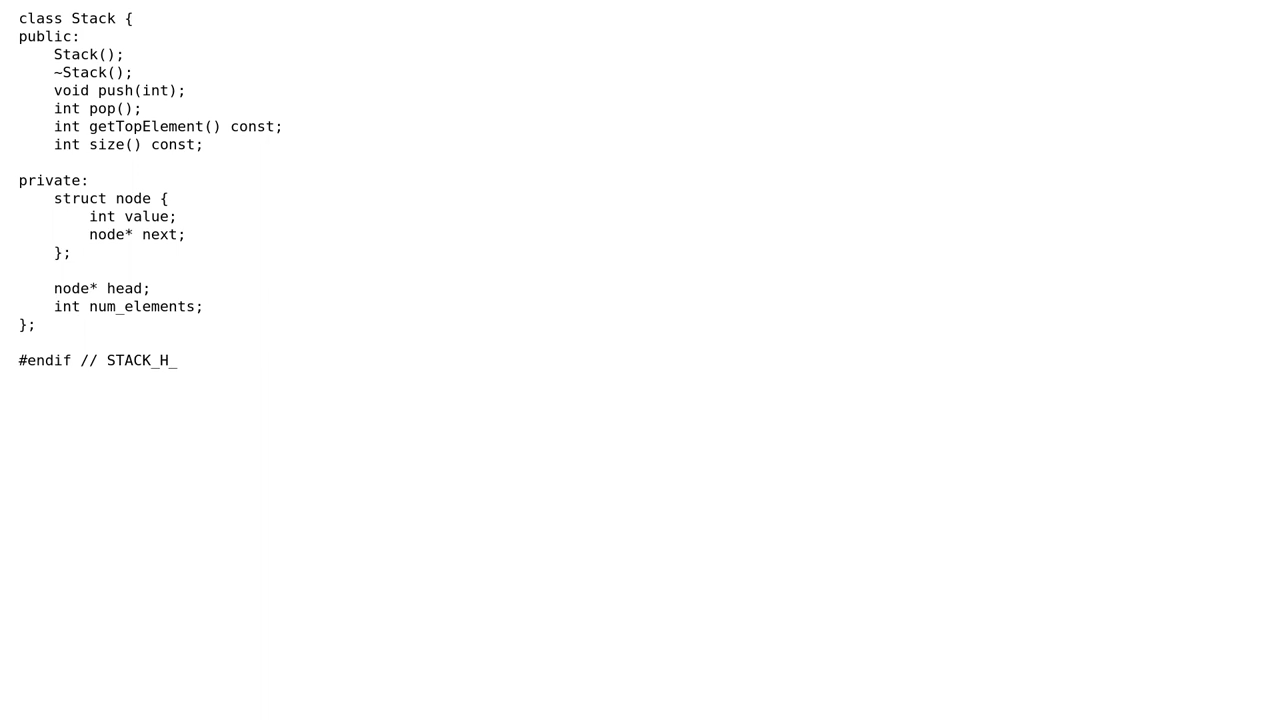 class Stack {
public:
    Stack();
    ~Stack();
    void push(int);
    int pop();
    int getTopElement() const;
    int size() const;

private:
    struct node {
        int value;
        node* next;
    };

    node* head;
    int num_elements;
};

#endif // STACK_H_